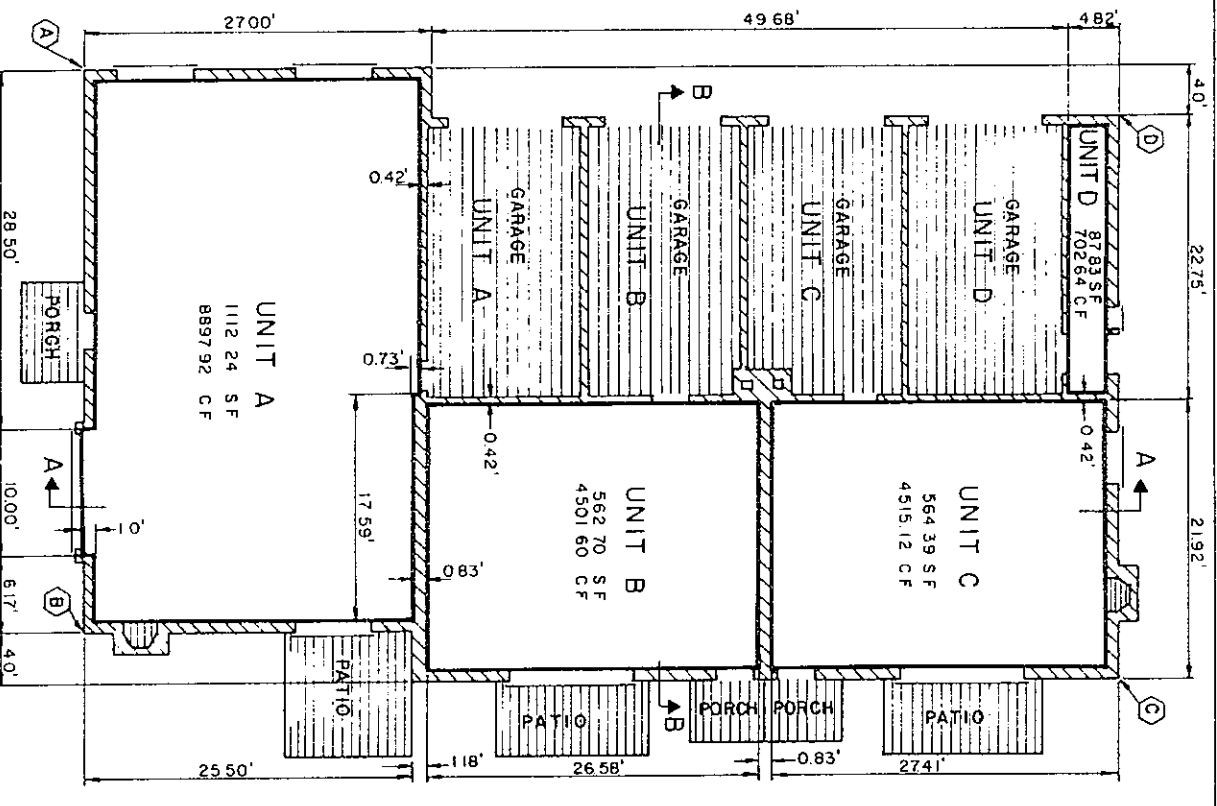 27.00'
49.68'
4.82'
A
4.0'
D
22.75'
B
UNIT D
87.83 SF
702.64 CF
GARAGE
UNIT A
GARAGE
UNIT B
GARAGE
UNIT C
GARAGE
UNIT D
0.42'
0.73'
28.50'
PORCH
UNIT A
1112 24 SF
8897 92 CF
0.42'
0.42'
A
A
10.00'
1.0'
17.59'
0.83'
UNIT B
562 70 SF
4501 60 CF
UNIT C
564 39 SF
4515.12 CF
21.92'
6.17'
B
4.0'
PATIO
PATIO
B
PORCH
PORCH
PATIO
C
25.50'
1.18'
26.58'
0.83'
27.41'